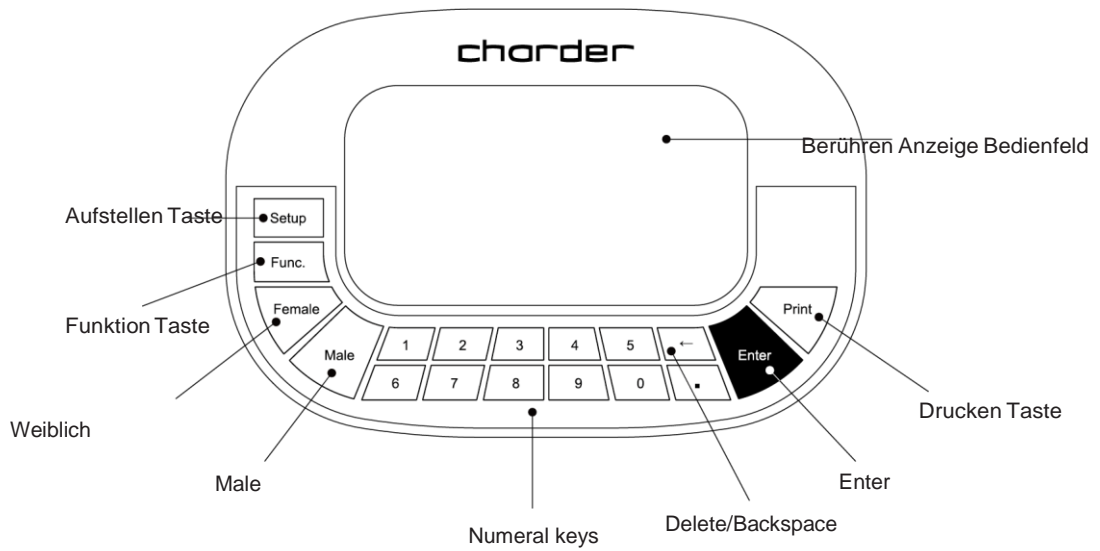 charder
Berühren Anzeige Bedienfeld
Aufstellen Taste
Setup
Func.
Funktion Taste
Female
Print
Male
1 2 3 4 5 ←
Enter
6 7 8 9 0 .
Weiblich
Drucken Taste
Male
Enter
Delete/Backspace
Numeral keys